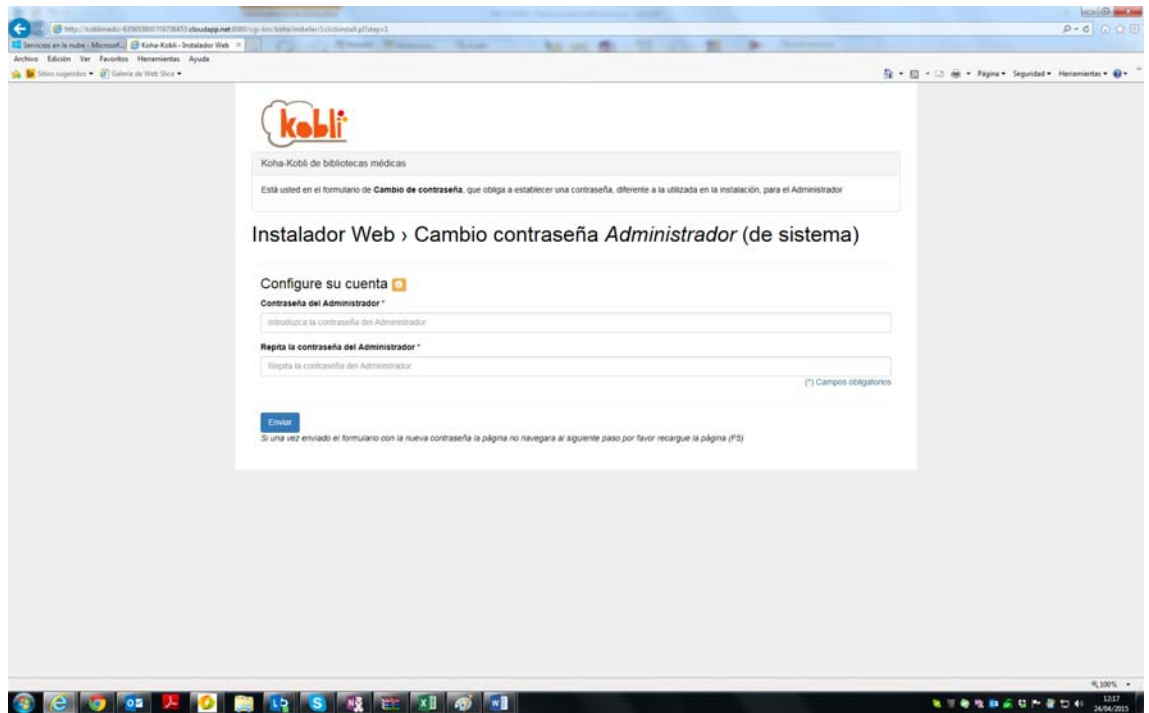 Servicios en la nube - Microsof...
Koha-Kobli › Instalador Web
Archivo Edición Ver Favoritos Herramientas Ayuda
Sitios sugeridos Galería de Web Slice
Página Seguridad Herramientas
kobli
Koha-Kobli de bibliotecas médicas
Está usted en el formulario de Cambio de contraseña, que obliga a establecer una contraseña, diferente a la utilizada en la instalación, para el Administrador
Instalador Web › Cambio contraseña Administrador (de sistema)
Configure su cuenta
Contraseña del Administrador *
Introduzca la contraseña del Administrador
Repita la contraseña del Administrador *
Repita la contraseña del Administrador
(*) Campos obligatorios
Enviar
Si una vez enviado el formulario con la nueva contraseña la página no navegara al siguiente paso por favor recargue la página (F5)
100%
12:17
24/04/2015